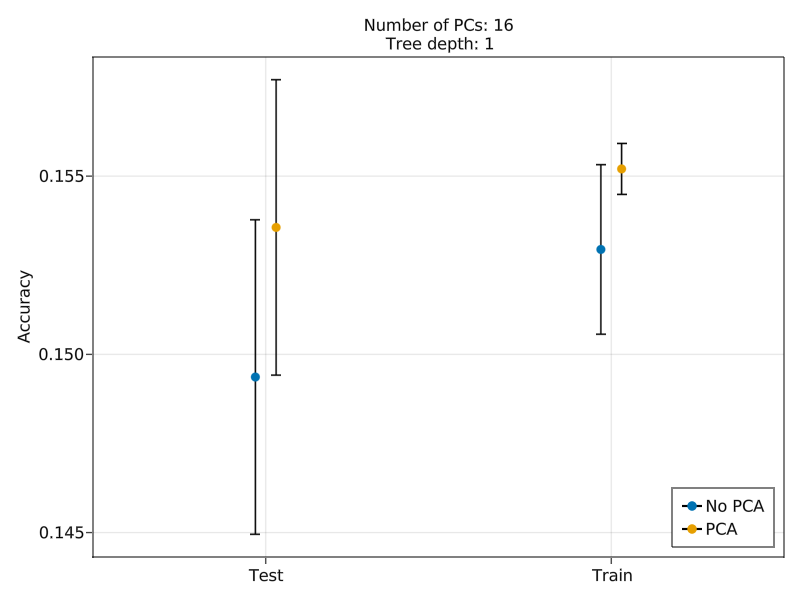 Number of PCs: 16
Tree depth: 1
Accuracy
0.155
0.150
0.145
Test
Train
No PCA
PCA